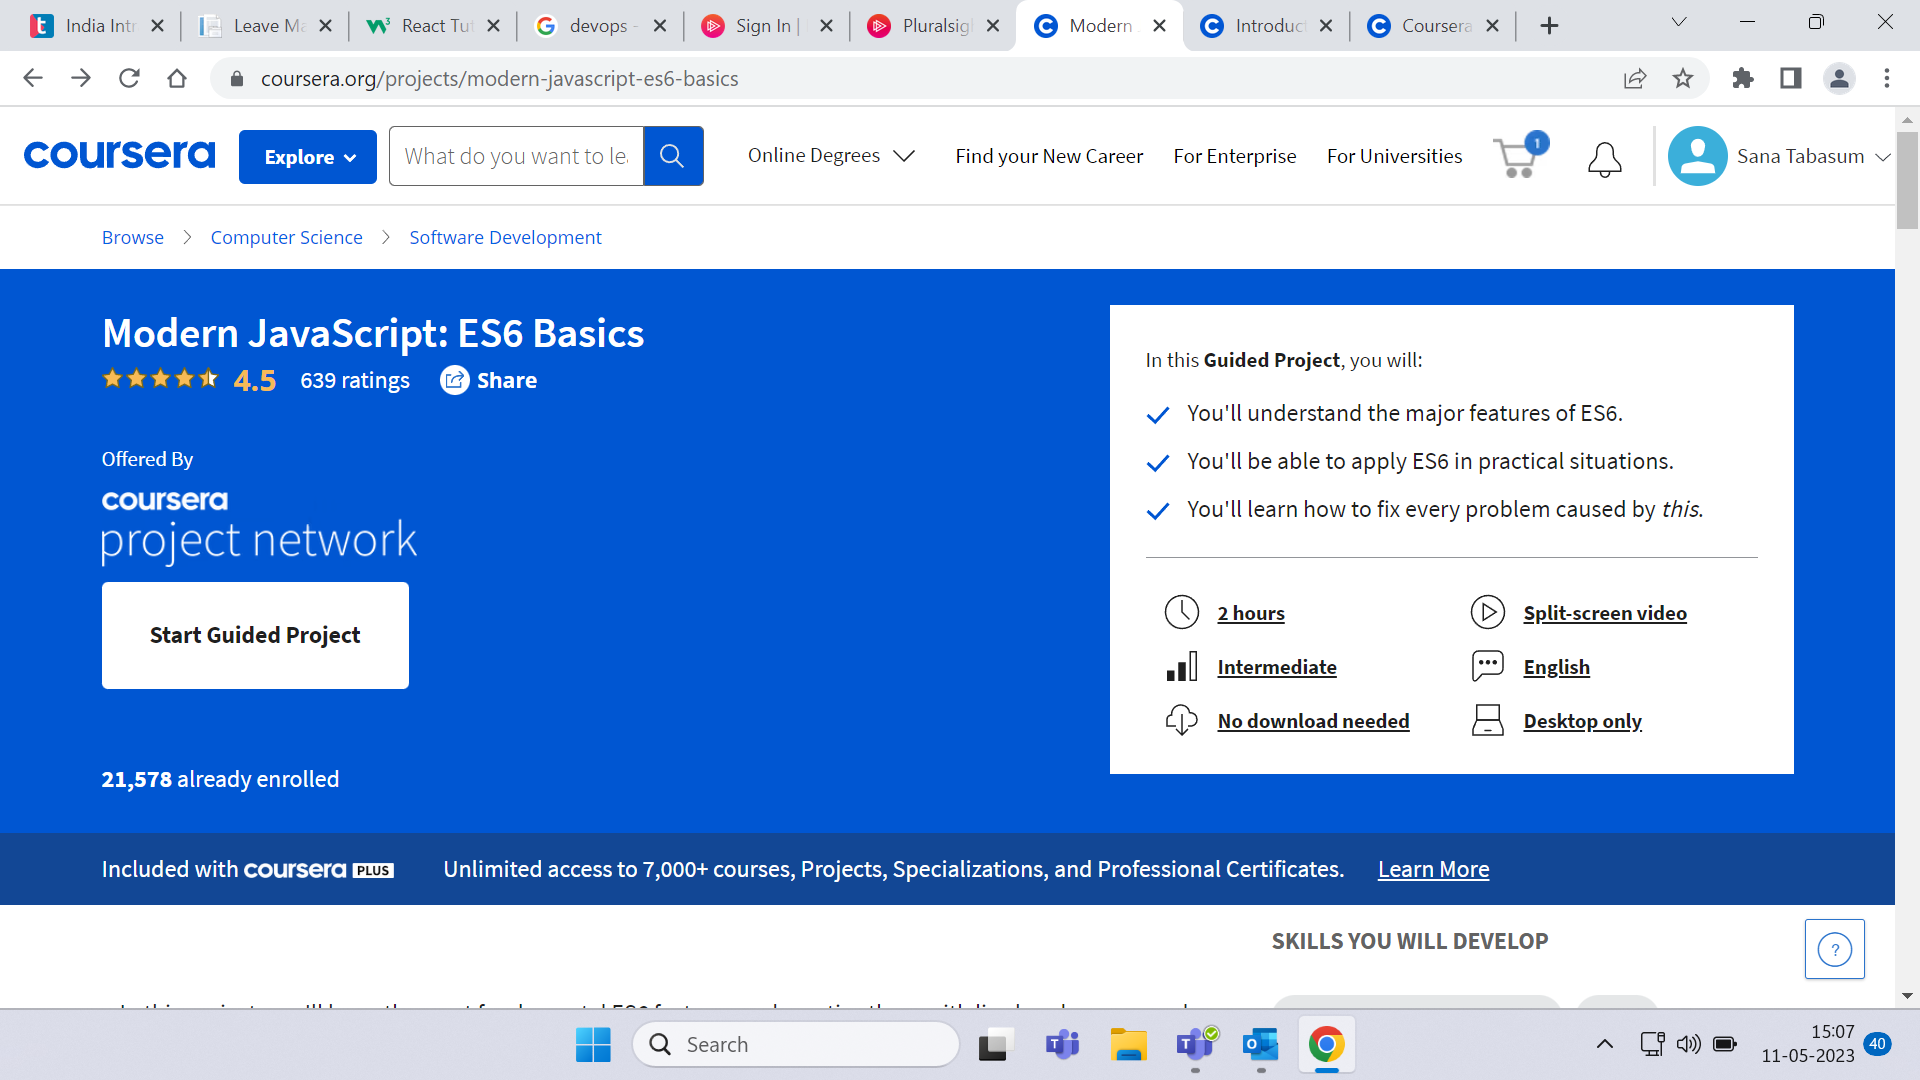 India Intr
Leave Ma
React Tut
devops -
Sign In |
Pluralsig
Modern
Introduct
Coursera
coursera.org/projects/modern-javascript-es6-basics
coursera
Explore
What do you want to le
Online Degrees
Find your New Career
For Enterprise
For Universities
1
Sana Tabasum
Browse
Computer Science
Software Development
Modern JavaScript: ES6 Basics
4.5
639 ratings
Share
Offered By
coursera
project network
Start Guided Project
21,578 already enrolled
In this Guided Project, you will:
You'll understand the major features of ES6.
You'll be able to apply ES6 in practical situations.
You'll learn how to fix every problem caused by this.
2 hours
Split-screen video
Intermediate
English
No download needed
Desktop only
Included with coursera PLUS
Unlimited access to 7,000+ courses, Projects, Specializations, and Professional Certificates.
Learn More
SKILLS YOU WILL DEVELOP
?
Search
15:07
11-05-2023
40